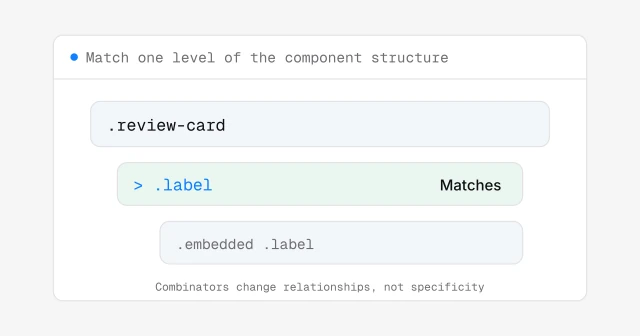 Match one level of the component structure
.review-card
> .label Matches
.embedded .label
Combinators change relationships, not specificity